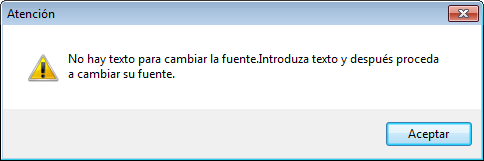 Atención
No hay texto para cambiar la fuente.Introduza texto y después proceda
a cambiar su fuente.
Aceptar